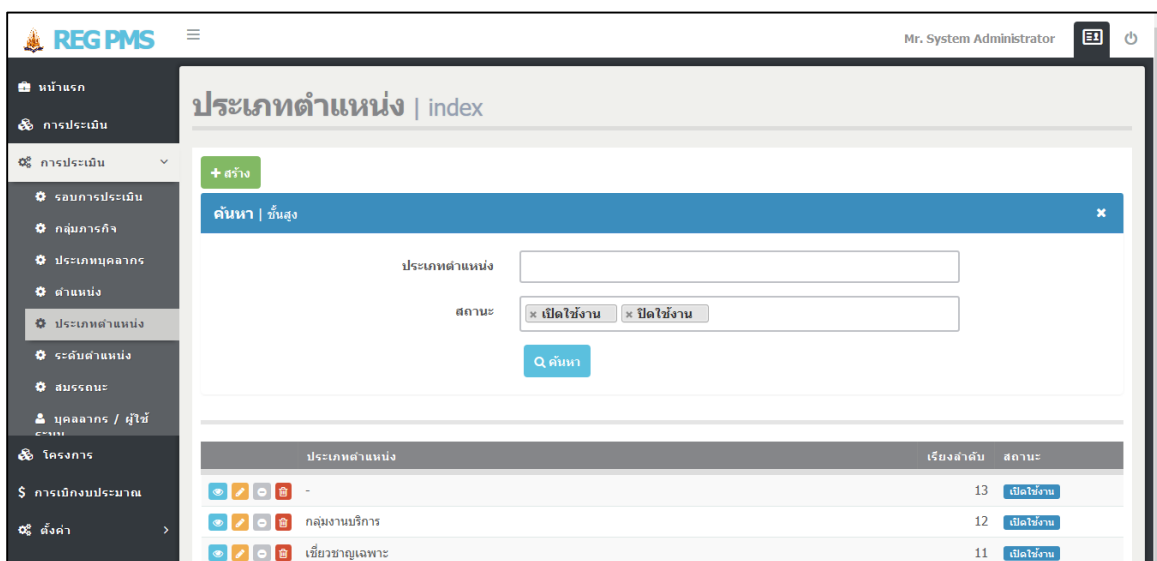 REG PMS
Mr. System Administrator
หน้าแรก
การประเมิน
การประเมิน
รอบการประเมิน
กลุ่มภารกิจ
ประเภทบุคลากร
ตำแหน่ง
ประเภทตำแหน่ง
ระดับตำแหน่ง
สมรรถนะ
บุคลลากร / ผู้ใช้
ระบบ
โครงการ
การเบิกงบประมาณ
ตั้งค่า
ประเภทตำแหน่ง | index
+ สร้าง
ค้นหา | ขั้นสูง
ประเภทตำแหน่ง
สถานะ
× เปิดใช้งาน × ปิดใช้งาน
ค้นหา
ประเภทตำแหน่ง เรียงลำดับ สถานะ
- 13 เปิดใช้งาน
กลุ่มงานบริการ 12 เปิดใช้งาน
เชี่ยวชาญเฉพาะ 11 เปิดใช้งาน